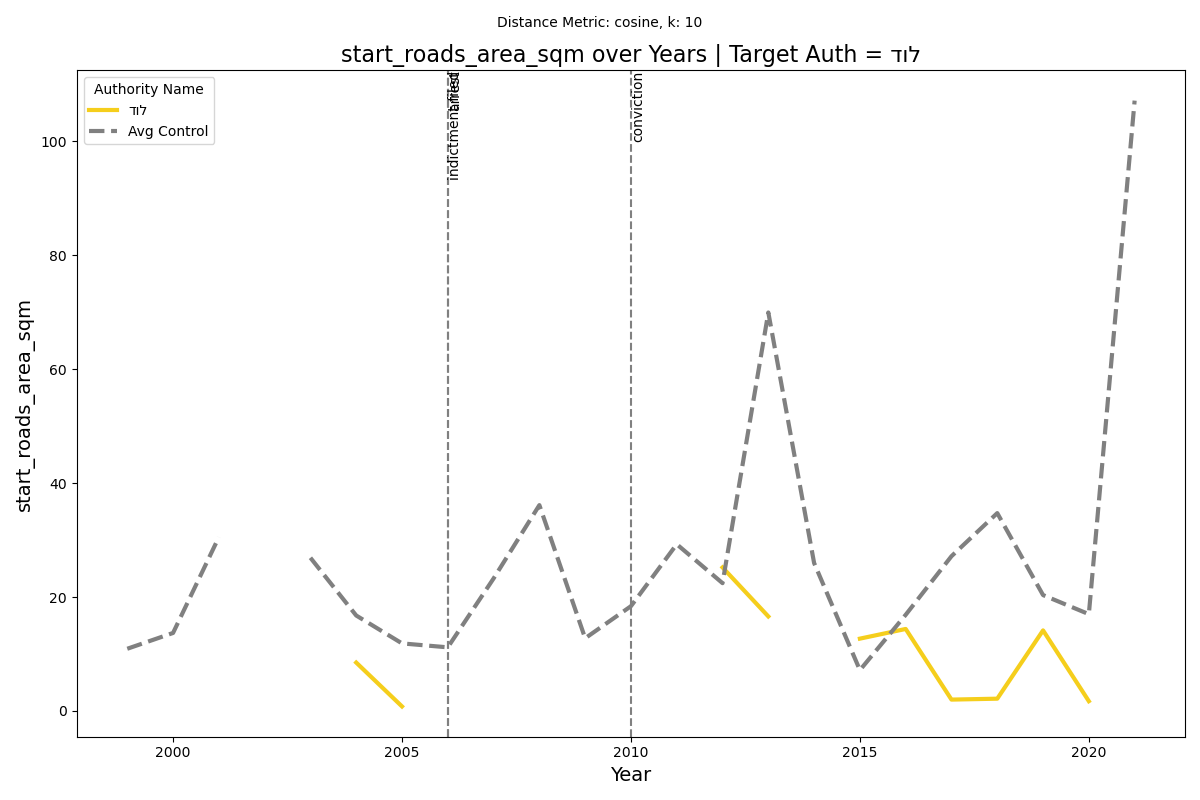 Distance Metric: cosine, k: 10
start_roads_area_sqm over Years | Target Auth = לוד
Authority Name
לוד
Avg Control
indictment
conviction
100
80
60
40
20
0
start_roads_area_sqm
2000
2005
2010
2015
2020
Year